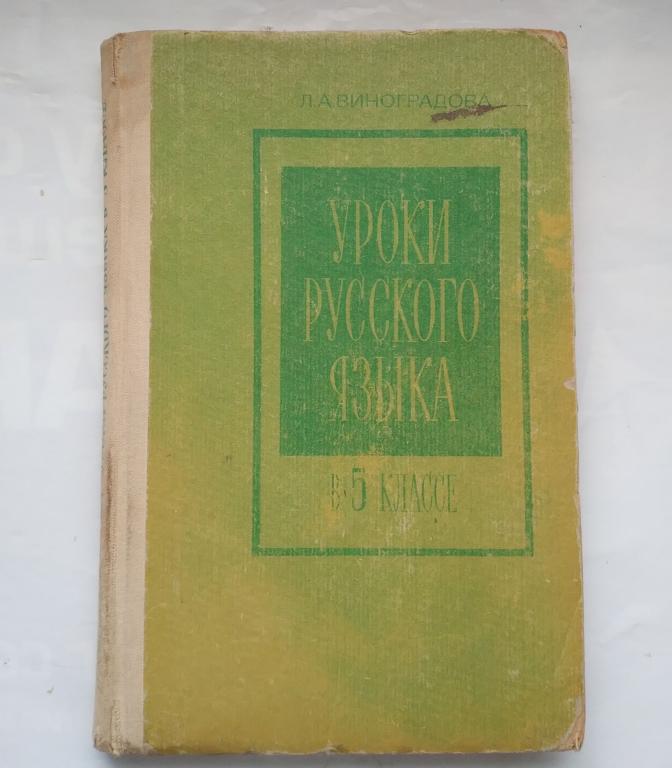 Л.А.ВИНОГРАДОВА
УРОКИ
РУССКОГО
ЯЗЫКА
В 5 КЛАССЕ